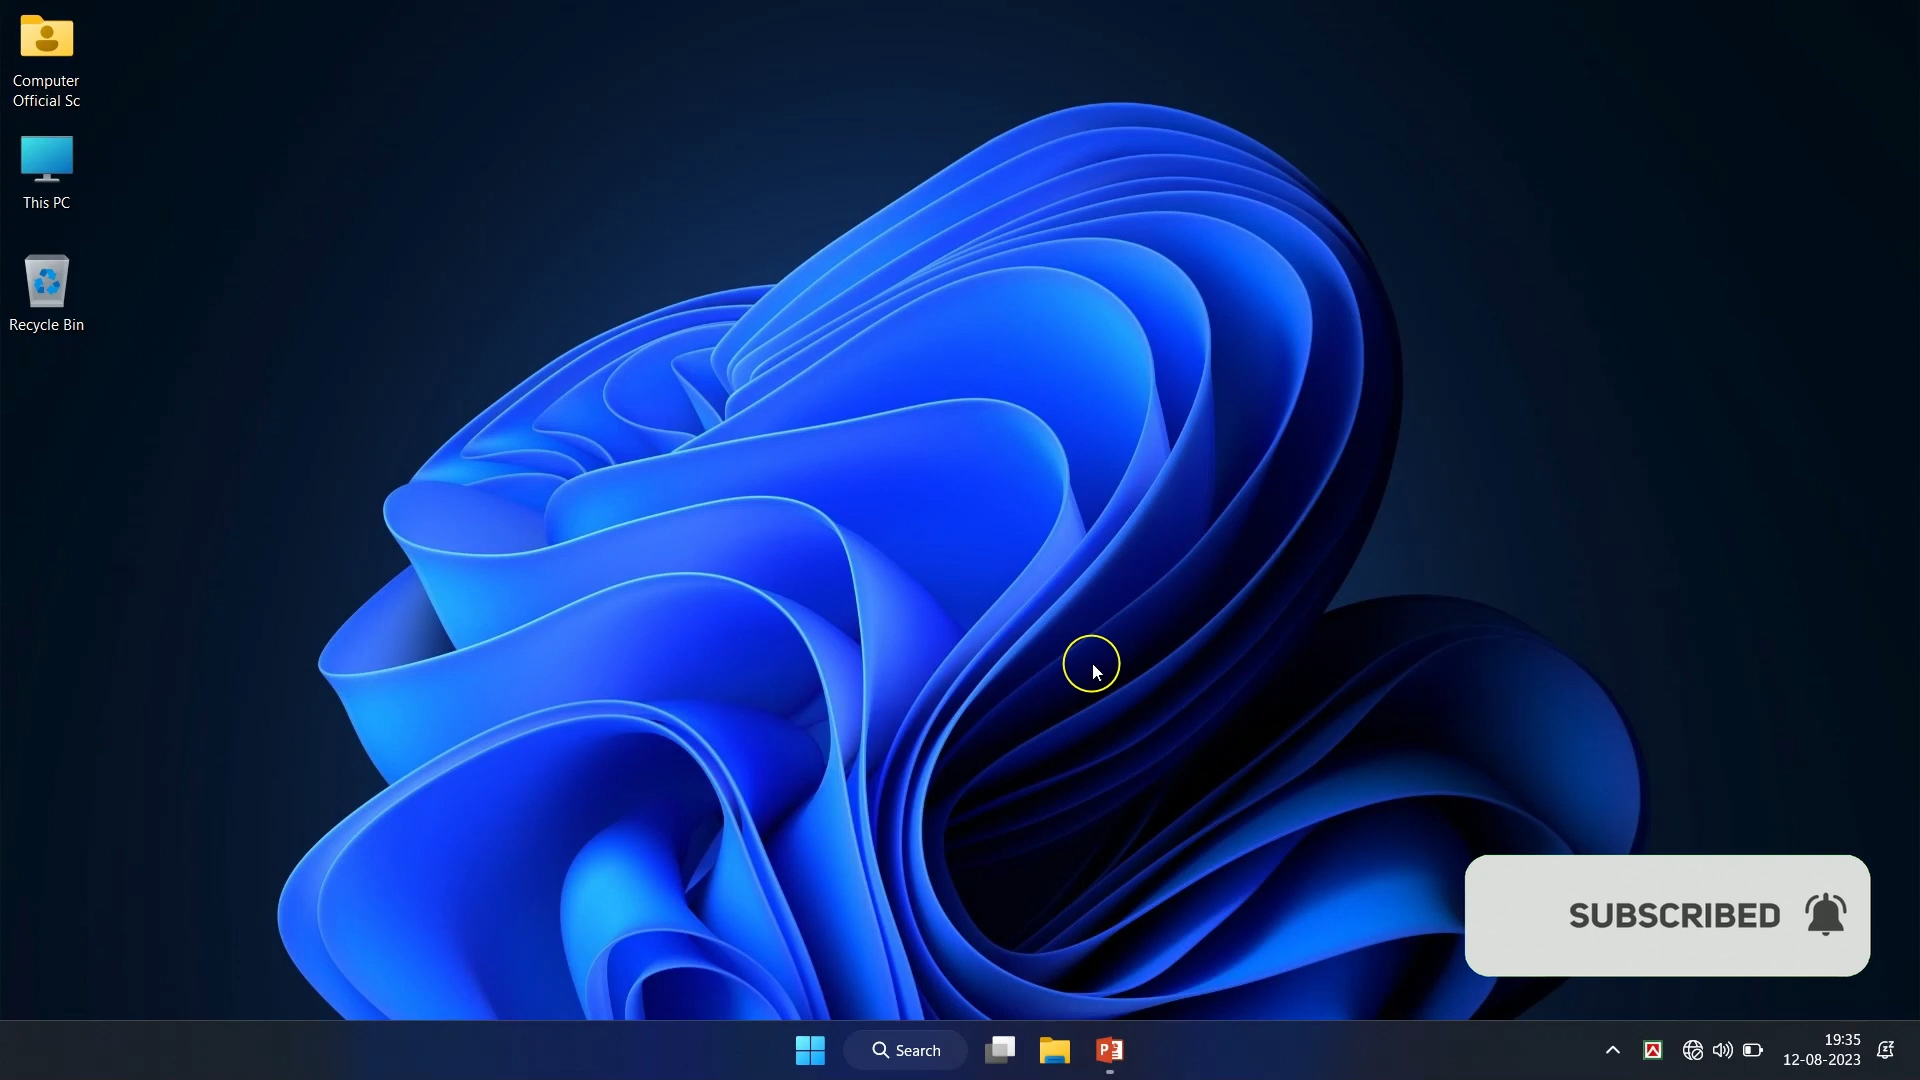 Computer
Official Sc
This PC
Recycle Bin
SUBSCRIBED
Search
P
19:35
12-08-2023